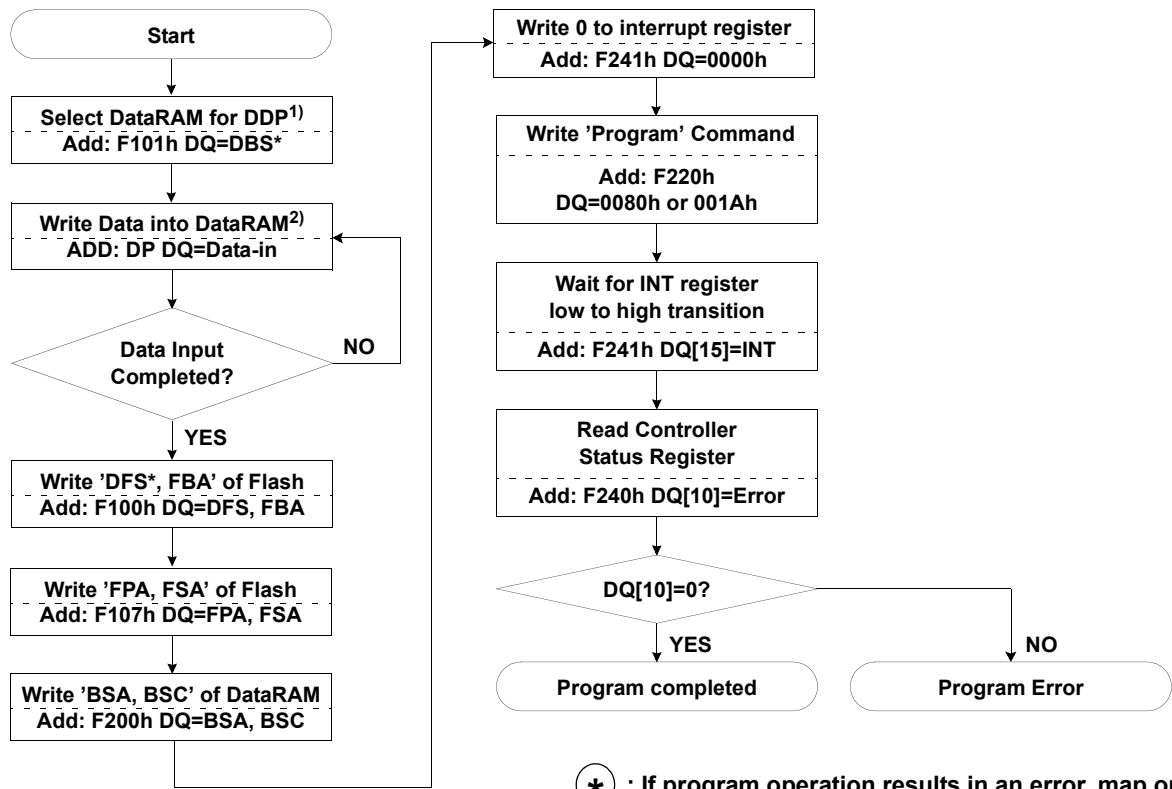 Start
Select DataRAM for DDP1)
Add: F101h DQ=DBS*
Write Data into DataRAM2)
ADD: DP DQ=Data-in
Data Input
Completed?
NO
YES
Write ’DFS*, FBA’ of Flash
Add: F100h DQ=DFS, FBA
Write ’FPA, FSA’ of Flash
Add: F107h DQ=FPA, FSA
Write ‘BSA, BSC’ of DataRAM
Add: F200h DQ=BSA, BSC
Write 0 to interrupt register
Add: F241h DQ=0000h
Write ’Program’ Command
Add: F220h
DQ=0080h or 001Ah
Wait for INT register
low to high transition
Add: F241h DQ[15]=INT
Read Controller
Status Register
Add: F240h DQ[10]=Error
DQ[10]=0?
YES
NO
Program completed
Program Error
* : If program operation results in an error, map